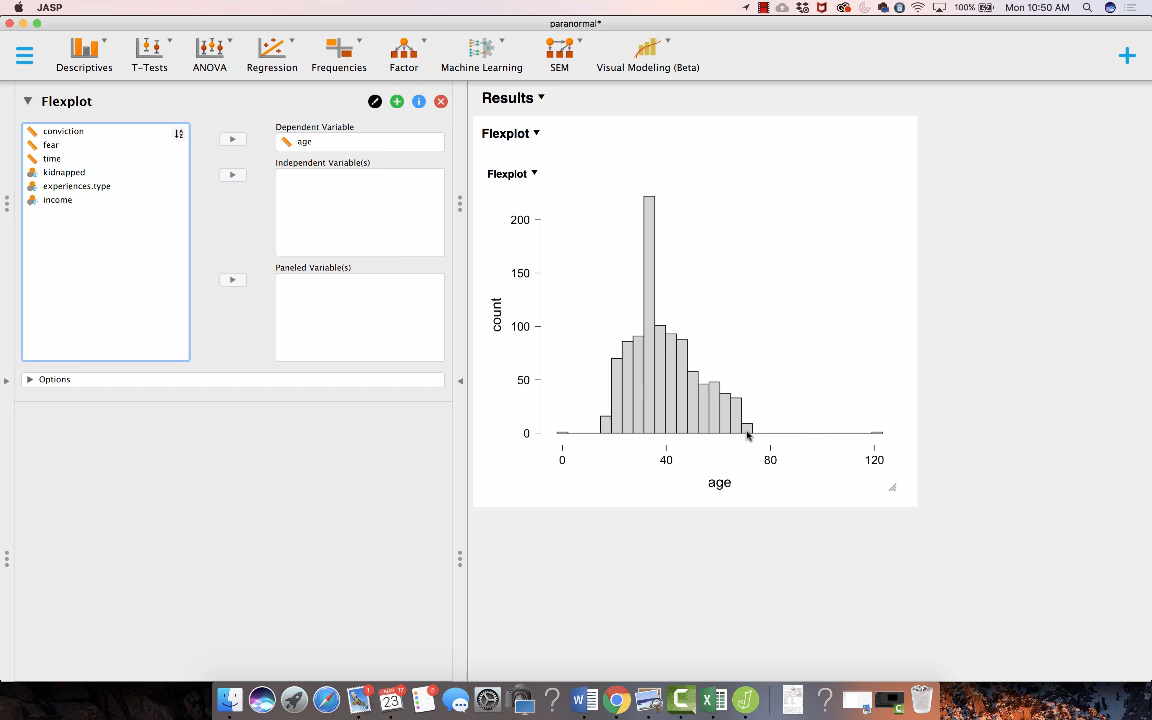 JASP
100%
Mon 10:50 AM
paranormal*
Descriptives
T-Tests
ANOVA
Regression
Frequencies
Factor
Machine Learning
SEM
Visual Modeling (Beta)
Flexplot
conviction
fear
time
kidnapped
experiences.type
income
Dependent Variable
age
Independent Variable(s)
Paneled Variable(s)
Options
Results
Flexplot
Flexplot
200
150
100
50
0
count
0
40
80
120
age